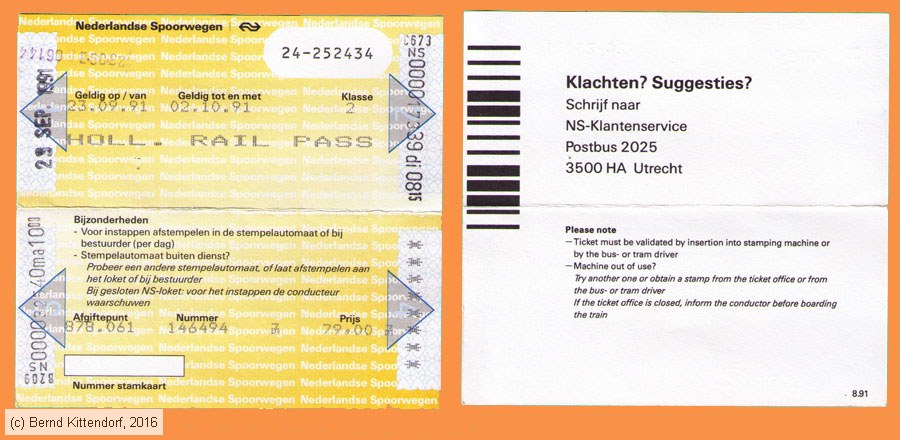 Nederlandse Spoorwegen
24-252434
29 SEP 1991
Geldig op / van
Geldig tot en met
Klasse
23.09.91 02.10.91 2
HOLL. RAIL PASS
Bijzonderheden
- Voor instappen afstempelen in de stempelautomaat of bij
bestuurder (per dag)
- Stempelautomaat buiten dienst?
Probeer een andere stempelautomaat, of laat afstempelen aan
het loket of bij bestuurder
Bij gesloten NS-loket: voor het instappen de conducteur
waarschuwen
Afgiftepunt Nummer Prijs
878.061 146494 79.00
Nummer stamkaart
Klachten? Suggesties?
Schrijf naar
NS-Klantenservice
Postbus 2025
3500 HA Utrecht
Please note
— Ticket must be validated by insertion into stamping machine or
by the bus- or tram driver
— Machine out of use?
Try another one or obtain a stamp from the ticket office or from
the bus- or tram driver
If the ticket office is closed, inform the conductor before boarding
the train
8.91
(c) Bernd Kittendorf, 2016